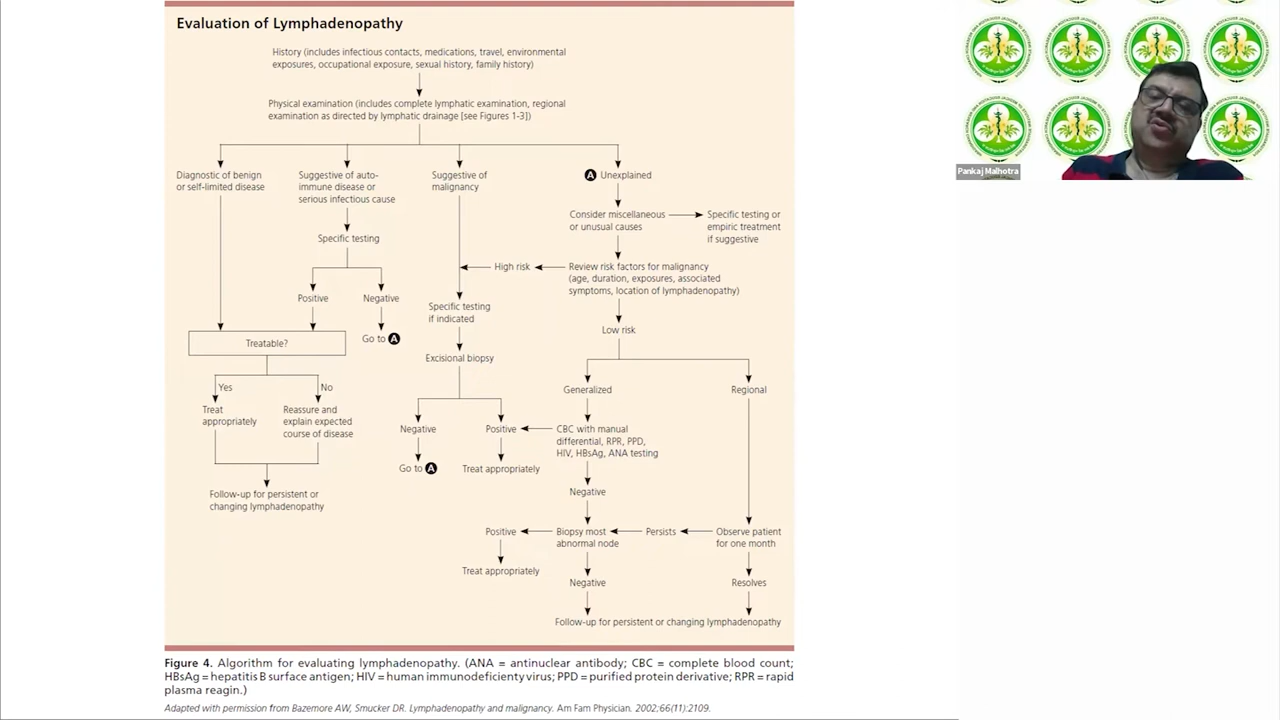 Evaluation of Lymphadenopathy
History (includes infectious contacts, medications, travel, environmental
exposures, occupational exposure, sexual history, family history)
Physical examination (includes complete lymphatic examination, regional
examination as directed by lymphatic drainage [see Figures 1-3])
Diagnostic of benign
or self-limited disease
Suggestive of auto-
immune disease or
serious infectious cause
Suggestive of
malignancy
A Unexplained
Consider miscellaneous
or unusual causes
Specific testing or
empiric treatment
if suggestive
Specific testing
High risk
Review risk factors for malignancy
(age, duration, exposures, associated
symptoms, location of lymphadenopathy)
Positive
Negative
Specific testing
if indicated
Low risk
Treatable?
Go to A
Excisional biopsy
Yes
No
Generalized
Regional
Treat
appropriately
Reassure and
explain expected
course of disease
Negative
Positive
CBC with manual
differential, RPR, PPD,
HIV, HBsAg, ANA testing
Go to A
Treat appropriately
Follow-up for persistent or
changing lymphadenopathy
Negative
Positive
Biopsy most
abnormal node
Persists
Observe patient
for one month
Treat appropriately
Negative
Resolves
Follow-up for persistent or changing lymphadenopathy
Figure 4. Algorithm for evaluating lymphadenopathy. (ANA = antinuclear antibody; CBC = complete blood count;
HBsAg = hepatitis B surface antigen; HIV = human immunodeficienty virus; PPD = purified protein derivative; RPR = rapid
plasma reagin.)
Adapted with permission from Bazemore AW, Smucker DR. Lymphadenopathy and malignancy. Am Fam Physician. 2002;66(11):2109.
Pankaj Malhotra